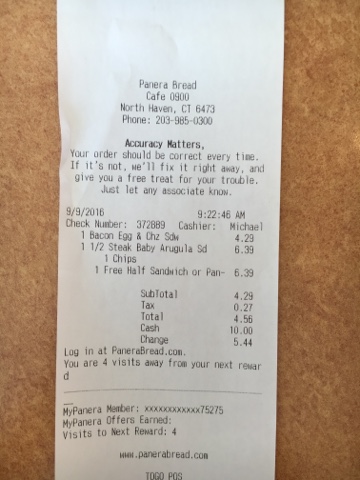 Panera Bread
Cafe 0900
North Haven, CT 6473
Phone: 203-985-0300
Accuracy Matters,
Your order should be correct every time.
If it's not, we'll fix it right away, and
give you a free treat for your trouble.
Just let any associate know.
9/9/2016 9:22:46 AM
Check Number: 372889 Cashier: Michael
1 Bacon Egg & Chz Sdw 4.29
1 1/2 Steak Baby Arugula Sd 6.39
1 Chips
1 Free Half Sandwich or Pan- 6.39
SubTotal 4.29
Tax 0.27
Total 4.56
Cash 10.00
Change 5.44
Log in at PaneraBread.com.
You are 4 visits away from your next rewar
d
MyPanera Member: xxxxxxxxxxxx75275
MyPanera Offers Earned:
Visits to Next Reward: 4
www.panerabread.com
TOGO POS